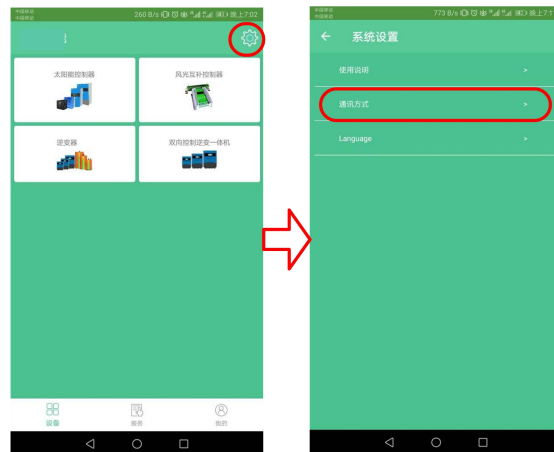 中国移动
中国移动
260 B/s
晚上7:02
太阳能控制器
风光互补控制器
逆变器
双向控制逆变一体机
设备
服务
我的
中国移动
中国移动
773 B/s
晚上7:1
系统设置
使用说明 >
通讯方式 >
Language >